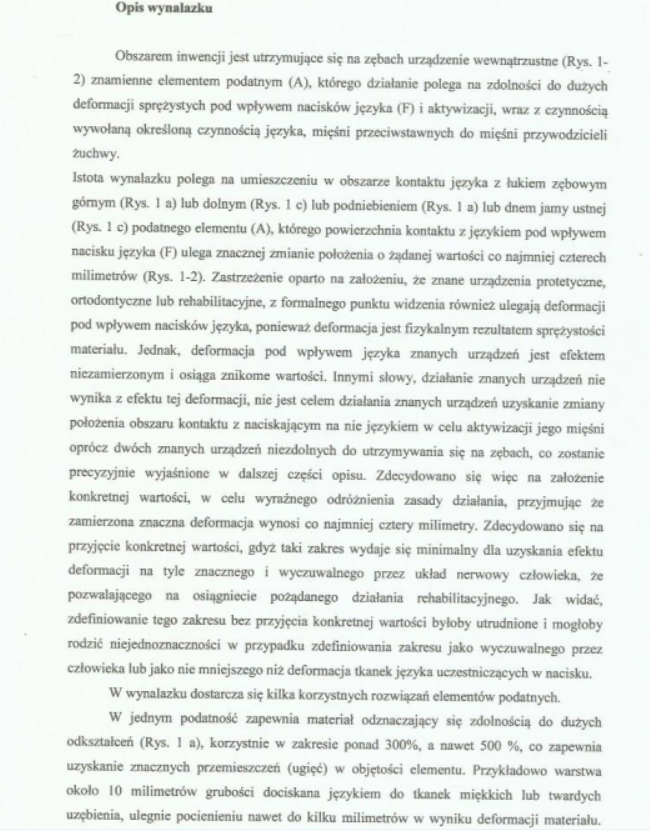 Opis wynalazku
Obszarem inwencji jest utrzymujące się na zębach urządzenie wewnątrzustne (Rys. 1-
2) znamienne elementem podatnym (A), którego działanie polega na zdolności do dużych
deformacji sprężystych pod wpływem nacisków języka (F) i aktywizacji, wraz z czynnością
wywołaną określoną czynnością języka, mięśni przeciwstawnych do mięśni przywodzicieli
żuchwy.
Istota wynalazku polega na umieszczeniu w obszarze kontaktu języka z łukiem zębowym
górnym (Rys. 1 a) lub dolnym (Rys. 1 c) lub podniebieniem (Rys. 1 a) lub dnem jamy ustnej
(Rys. 1 c) podatnego elementu (A), którego powierzchnia kontaktu z językiem pod wpływem
nacisku języka (F) ulega znacznej zmianie położenia o żądanej wartości co najmniej czterech
milimetrów (Rys. 1-2). Zastrzeżenie oparto na założeniu, że znane urządzenia protetyczne,
ortodontyczne lub rehabilitacyjne, z formalnego punktu widzenia również ulegają deformacji
pod wpływem nacisków języka, ponieważ deformacja jest fizykalnym rezultatem sprężystości
materiału. Jednak, deformacja pod wpływem języka znanych urządzeń jest efektem
niezamierzonym i osiąga znikome wartości. Innymi słowy, działanie znanych urządzeń nie
wynika z efektu tej deformacji, nie jest celem działania znanych urządzeń uzyskanie zmiany
położenia obszaru kontaktu z naciskającym na nie językiem w celu aktywizacji jego mięśni
oprócz dwóch znanych urządzeń niezdolnych do utrzymywania się na zębach, co zostanie
precyzyjnie wyjaśnione w dalszej części opisu. Zdecydowano się więc na założenie
konkretnej wartości, w celu wyraźnego odróżnienia zasady działania, przyjmując że
zamierzona znaczna deformacja wynosi co najmniej cztery milimetry. Zdecydowano się na
przyjęcie konkretnej wartości, gdyż taki zakres wydaje się minimalny dla uzyskania efektu
deformacji na tyle znacznego i wyczuwalnego przez układ nerwowy człowieka, że
pozwalającego na osiągniecie pożądanego działania rehabilitacyjnego. Jak widać,
zdefiniowanie tego zakresu bez przyjęcia konkretnej wartości byłoby utrudnione i mogłoby
rodzić niejednoznaczności w przypadku zdefiniowania zakresu jako wyczuwalnego przez
człowieka lub jako nie mniejszego niż deformacja tkanek języka uczestniczących w nacisku.
W wynalazku dostarcza się kilka korzystnych rozwiązań elementów podatnych.
W jednym podatność zapewnia materiał odznaczający się zdolnością do dużych
odkształceń (Rys. 1 a), korzystnie w zakresie ponad 300%, a nawet 500 %, co zapewnia
uzyskanie znacznych przemieszczeń (ugięć) w objętości elementu. Przykładowo warstwa
około 10 milimetrów grubości dociskana językiem do tkanek miękkich lub twardych
uzębienia, ulegnie pocienieniu nawet do kilku milimetrów w wyniku deformacji materiału.